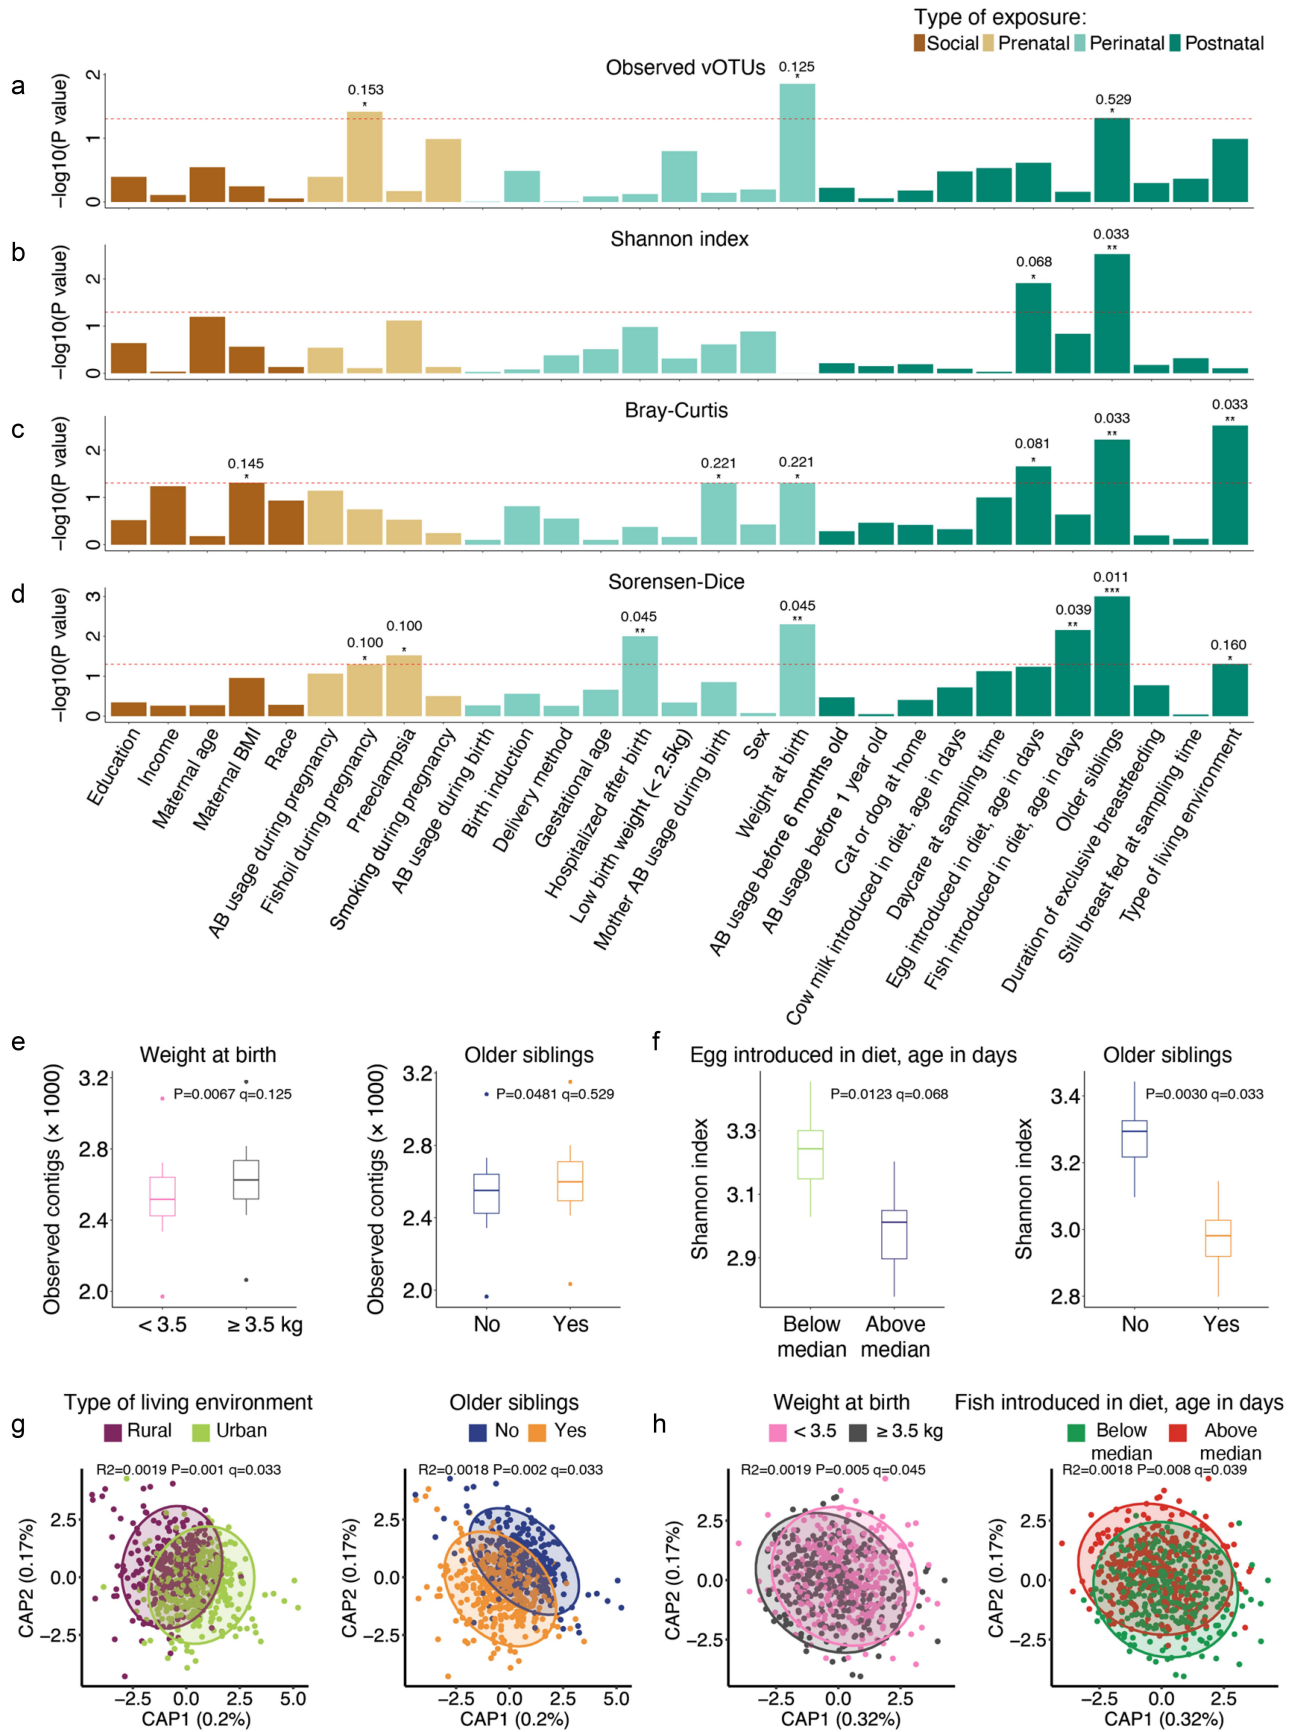 Type of exposure:
Social Prenatal Perinatal Postnatal
a
Observed vOTUs
−log10(P value)
2
1
0
0.153
*
0.125
*
0.529
*
b
Shannon index
−log10(P value)
2
1
0
0.068
*
0.033
**
c
Bray-Curtis
−log10(P value)
2
1
0
0.145
*
0.221
*
0.221
*
0.081
*
0.033
**
0.033
**
d
Sorensen-Dice
−log10(P value)
3
2
1
0
0.100
*
0.100
*
0.045
**
0.045
**
0.039
**
0.011
***
0.160
*
Education
Income
Maternal age
Maternal BMI
Race
AB usage during pregnancy
Fishoil during pregnancy
Preeclampsia
Smoking during pregnancy
AB usage during birth
Birth induction
Delivery method
Gestational age
Hospitalized after birth
Low birth weight (< 2.5kg)
Mother AB usage during birth
Sex
Weight at birth
AB usage before 6 months old
AB usage before 1 year old
Cat or dog at home
Cow milk introduced in diet, age in days
Daycare at sampling time
Egg introduced in diet, age in days
Fish introduced in diet, age in days
Older siblings
Duration of exclusive breastfeeding
Still breast fed at sampling time
Type of living environment
e
Weight at birth
Observed contigs (× 1000)
3.2
2.8
2.4
2.0
P=0.0067 q=0.125
< 3.5 ≥ 3.5 kg
Older siblings
Observed contigs (× 1000)
3.2
2.8
2.4
2.0
P=0.0481 q=0.529
No Yes
f
Egg introduced in diet, age in days
Shannon index
3.3
3.1
2.9
P=0.0123 q=0.068
Below median
Above median
Older siblings
Shannon index
3.4
3.2
3.0
2.8
P=0.0030 q=0.033
No Yes
g
Type of living environment
Rural Urban
R2=0.0019 P=0.001 q=0.033
CAP2 (0.17%)
2.5
0.0
−2.5
−2.5 0.0 2.5 5.0
CAP1 (0.2%)
Older siblings
No Yes
R2=0.0018 P=0.002 q=0.033
CAP2 (0.17%)
2.5
0.0
−2.5
−2.5 0.0 2.5 5.0
CAP1 (0.2%)
h
Weight at birth
< 3.5 ≥ 3.5 kg
R2=0.0019 P=0.005 q=0.045
CAP2 (0.17%)
2.5
0.0
−2.5
−2.5 0.0 2.5
CAP1 (0.32%)
Fish introduced in diet, age in days
Below median
Above median
R2=0.0018 P=0.008 q=0.039
CAP2 (0.17%)
2.5
0.0
−2.5
−2.5 0.0 2.5
CAP1 (0.32%)